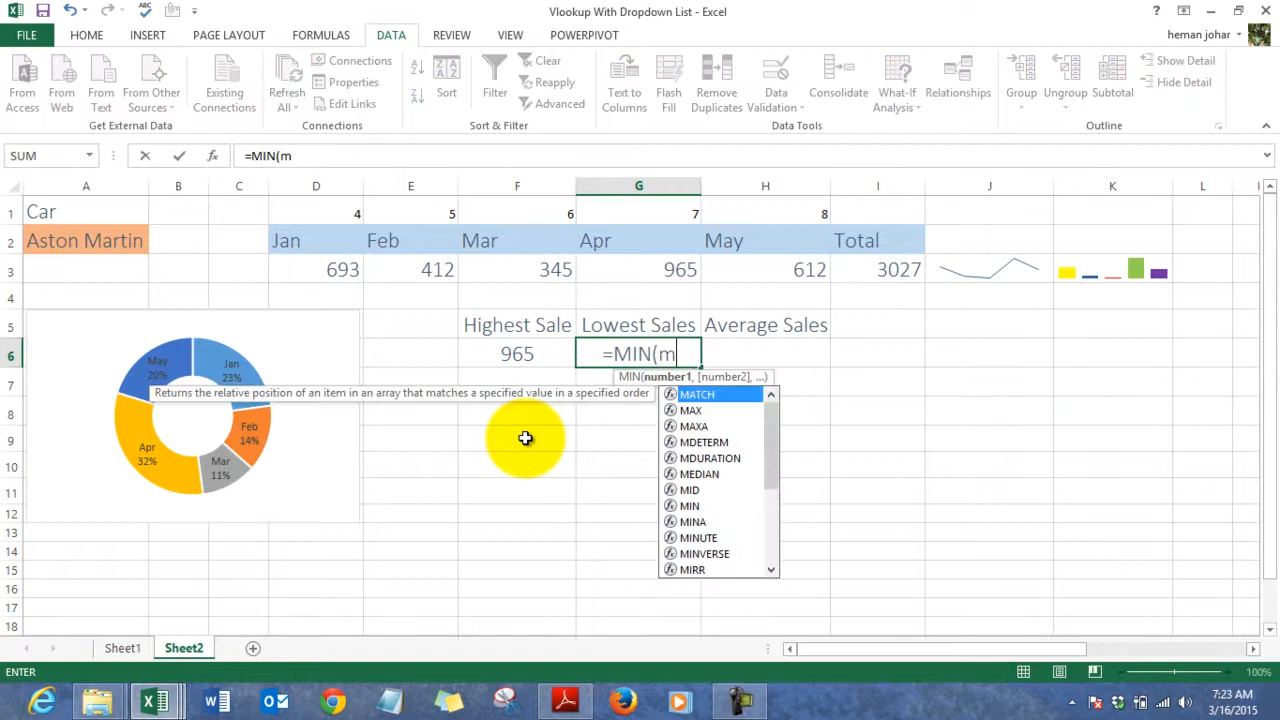 Vlookup With Dropdown List - Excel
FILE HOME INSERT PAGE LAYOUT FORMULAS DATA REVIEW VIEW POWERPIVOT heman johar
From Access
From Web
From Text
From Other Sources
Existing Connections
Refresh All
Connections
Properties
Edit Links
Sort
Filter
Clear
Reapply
Advanced
Text to Columns
Flash Fill
Remove Duplicates
Data Validation
Consolidate
What-If Analysis
Relationships
Group
Ungroup
Subtotal
Show Detail
Hide Detail
Get External Data Connections Sort & Filter Data Tools Outline
SUM =MIN(m
A B C D E F G H I J K L
1 Car 4 5 6 7 8
2 Aston Martin Jan Feb Mar Apr May Total
3 693 412 345 965 612 3027
4
5 Highest Sale Lowest Sales Average Sales
6 965 =MIN(m
7 MIN(number1, [number2], ...)
Returns the relative position of an item in an array that matches a specified value in a specified order
May 20%
Jan 23%
Feb 14%
Mar 11%
Apr 32%
MATCH
MAX
MAXA
MDETERM
MDURATION
MEDIAN
MID
MIN
MINA
MINUTE
MINVERSE
MIRR
8
9
10
11
12
13
14
15
16
17
18
Sheet1 Sheet2
ENTER 100%
7:23 AM
3/16/2015